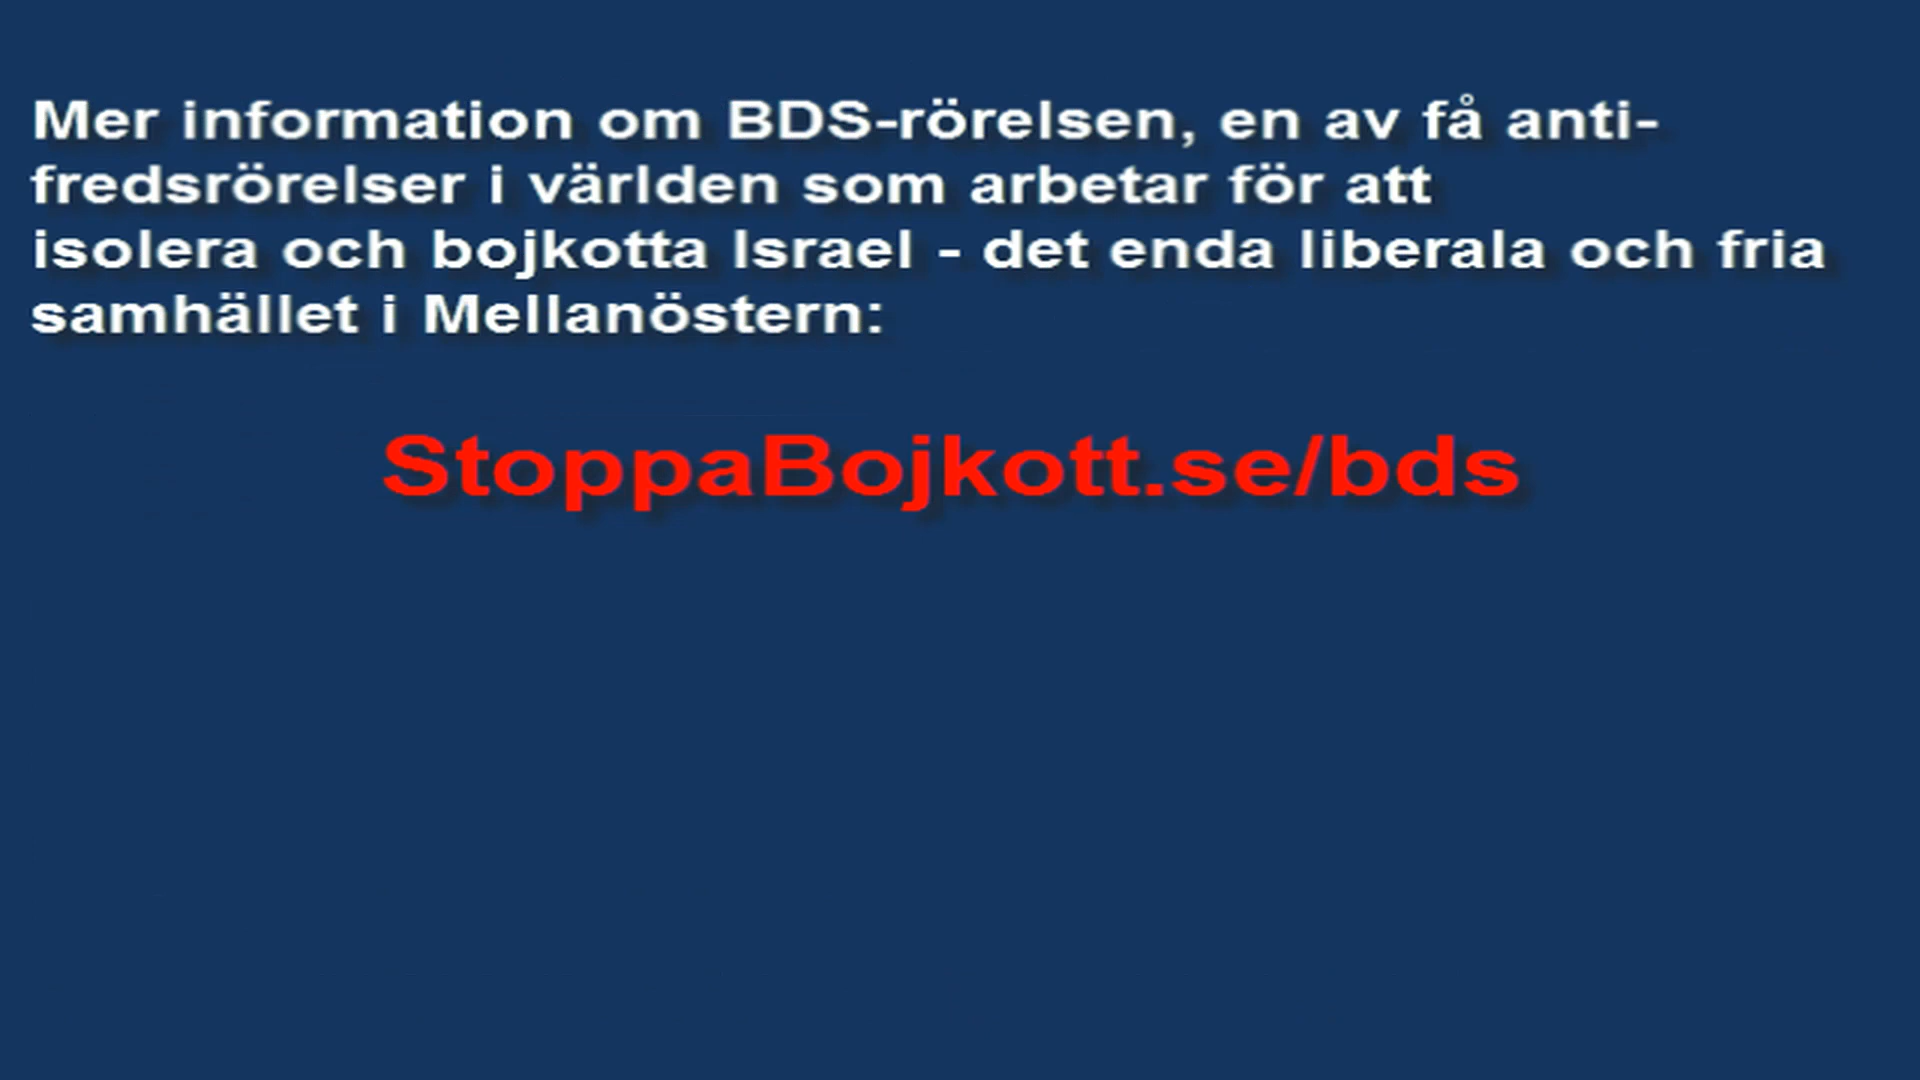 Mer information om BDS-rörelsen, en av få anti-
fredsrörelser i världen som arbetar för att
isolera och bojkotta Israel - det enda liberala och fria
samhället i Mellanöstern:
StoppaBojkott.se/bds